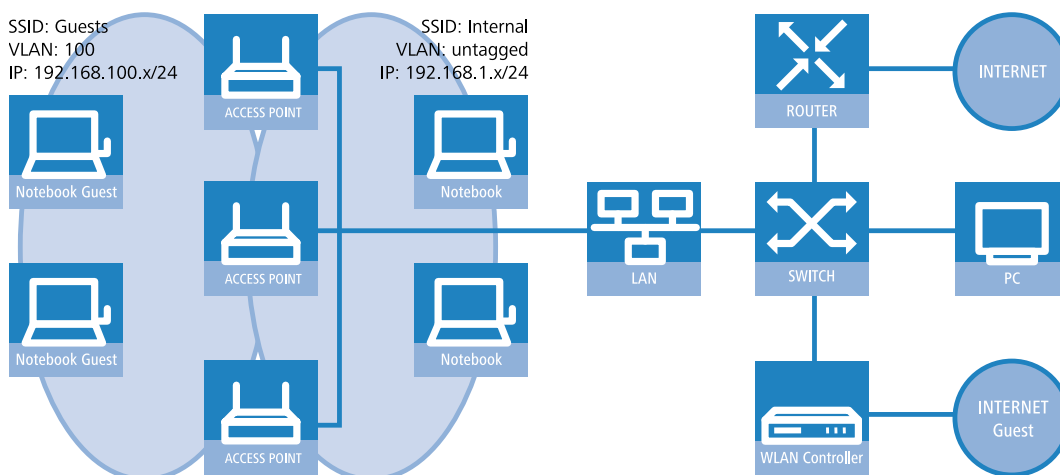 SSID: Guests
VLAN: 100
IP: 192.168.100.x/24
SSID: Internal
VLAN: untagged
IP: 192.168.1.x/24
ACCESS POINT
ROUTER
INTERNET
Notebook Guest
Notebook
ACCESS POINT
LAN
SWITCH
PC
Notebook Guest
Notebook
ACCESS POINT
WLAN Controller
INTERNET
Guest